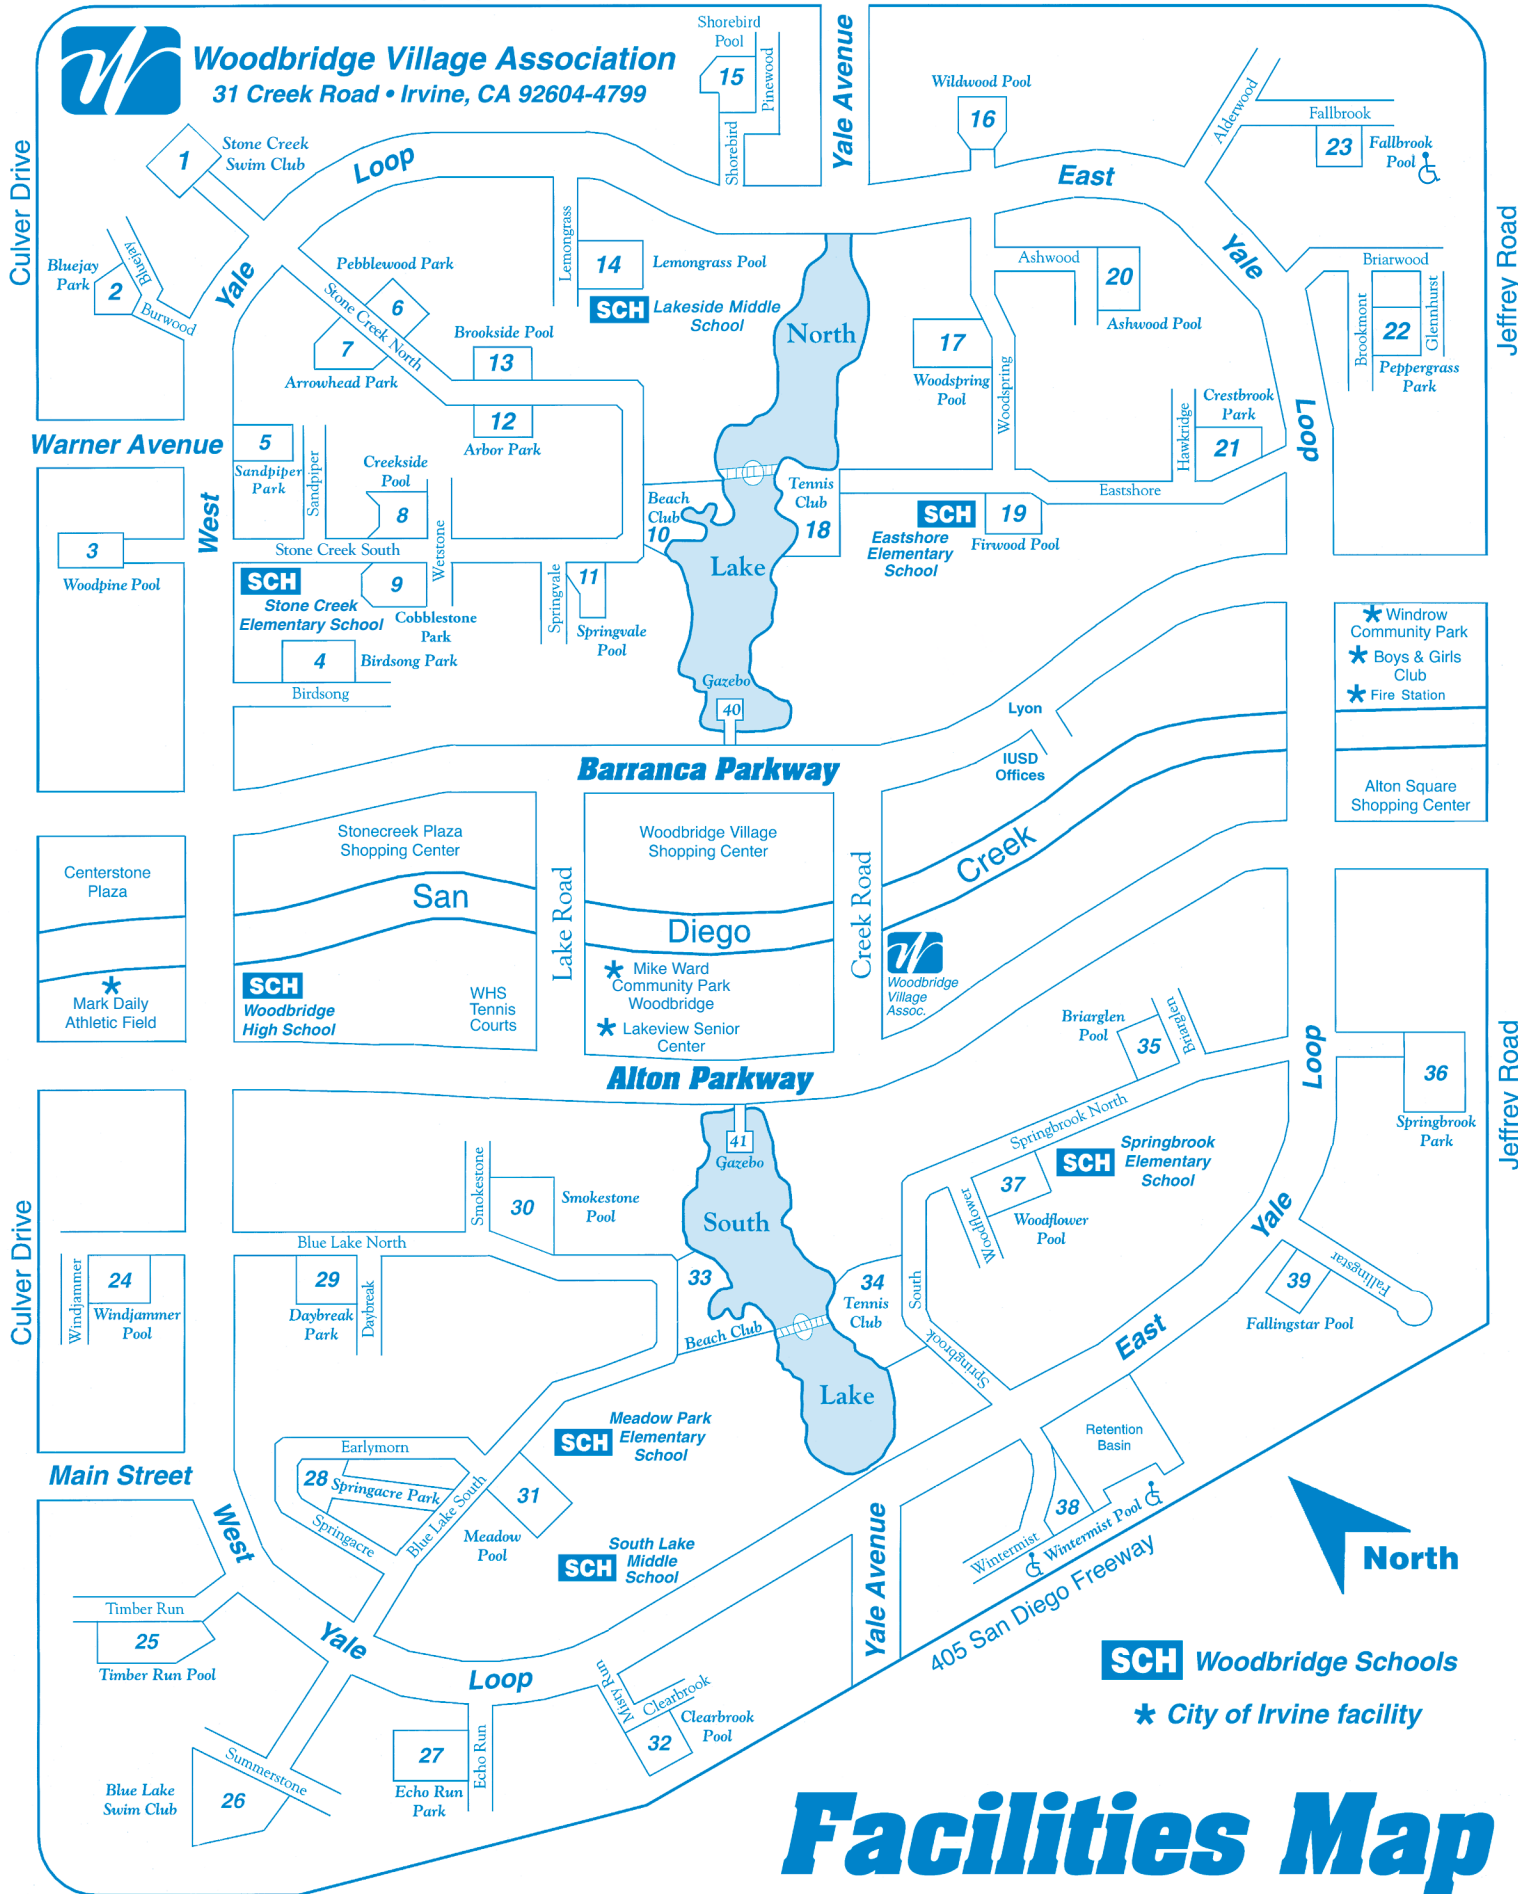 Woodbridge Village Association
31 Creek Road • Irvine, CA 92604-4799
Shorebird
Pool
15
Pinewood
Shorebird
Yale Avenue
Wildwood Pool
16
Alderwood
Fallbrook
23
Fallbrook
Pool
Culver Drive
1
Stone Creek
Swim Club
Loop
East
Yale
Jeffrey Road
Bluejay
Park
2
Bluejay
Burwood
Yale
Pebblewood Park
6
Stone Creek North
7
Arrowhead Park
Brookside Pool
13
12
Arbor Park
Lemongrass
14
Lemongrass Pool
SCH
Lakeside Middle
School
North
Ashwood
20
Ashwood Pool
17
Woodspring
Pool
Woodspring
Briarwood
Brookmont
22
Glennhurst
Peppergrass
Park
Loop
Crestbrook
Park
21
Hawkridge
Warner Avenue
5
Sandpiper
Park
Sandpiper
Creekside
Pool
8
West
3
Woodpine Pool
Stone Creek South
Wetstone
SCH
Stone Creek
Elementary School
9
Cobblestone
Park
Springvale
11
Springvale
Pool
4
Birdsong Park
Birdsong
Beach
Club
10
Tennis
Club
18
Lake
Eastshore
SCH
Eastshore
Elementary
School
19
Firwood Pool
Gazebo
40
Windrow
Community Park
Boys & Girls
Club
Fire Station
Lyon
IUSD
Offices
Barranca Parkway
Alton Square
Shopping Center
Stonecreek Plaza
Shopping Center
Woodbridge Village
Shopping Center
Centerstone
Plaza
San
Diego
Creek
Lake Road
Creek Road
Mark Daily
Athletic Field
SCH
Woodbridge
High School
WHS
Tennis
Courts
Mike Ward
Community Park
Woodbridge
Lakeview Senior
Center
Woodbridge
Village
Assoc.
Alton Parkway
Briarglen
Pool
35
Briarglen
Loop
36
Springbrook
Park
Jeffrey Road
Springbrook North
SCH
Springbrook
Elementary
School
41
Gazebo
37
Woodflower
Woodflower
Pool
Smokestone
30
Smokestone
Pool
South
Culver Drive
Blue Lake North
Windjammer
24
Windjammer
Pool
29
Daybreak
Park
Daybreak
33
Beach Club
34
Tennis
Club
South
Springbrook
Yale
Fallingstar
39
Fallingstar Pool
East
Lake
Meadow Park
Elementary
School
SCH
Retention
Basin
Earlymorn
28
Springacre Park
Springacre
Blue Lake South
31
Meadow
Pool
Main Street
West
38
Wintermist
Wintermist Pool
Yale Avenue
405 San Diego Freeway
North
South Lake
Middle
School
SCH
Timber Run
25
Timber Run Pool
Yale
Loop
Misty Run
Clearbrook
Clearbrook
Pool
32
SCH Woodbridge Schools
* City of Irvine facility
Summerstone
Blue Lake
Swim Club
26
27
Echo Run
Park
Echo Run
Facilities Map